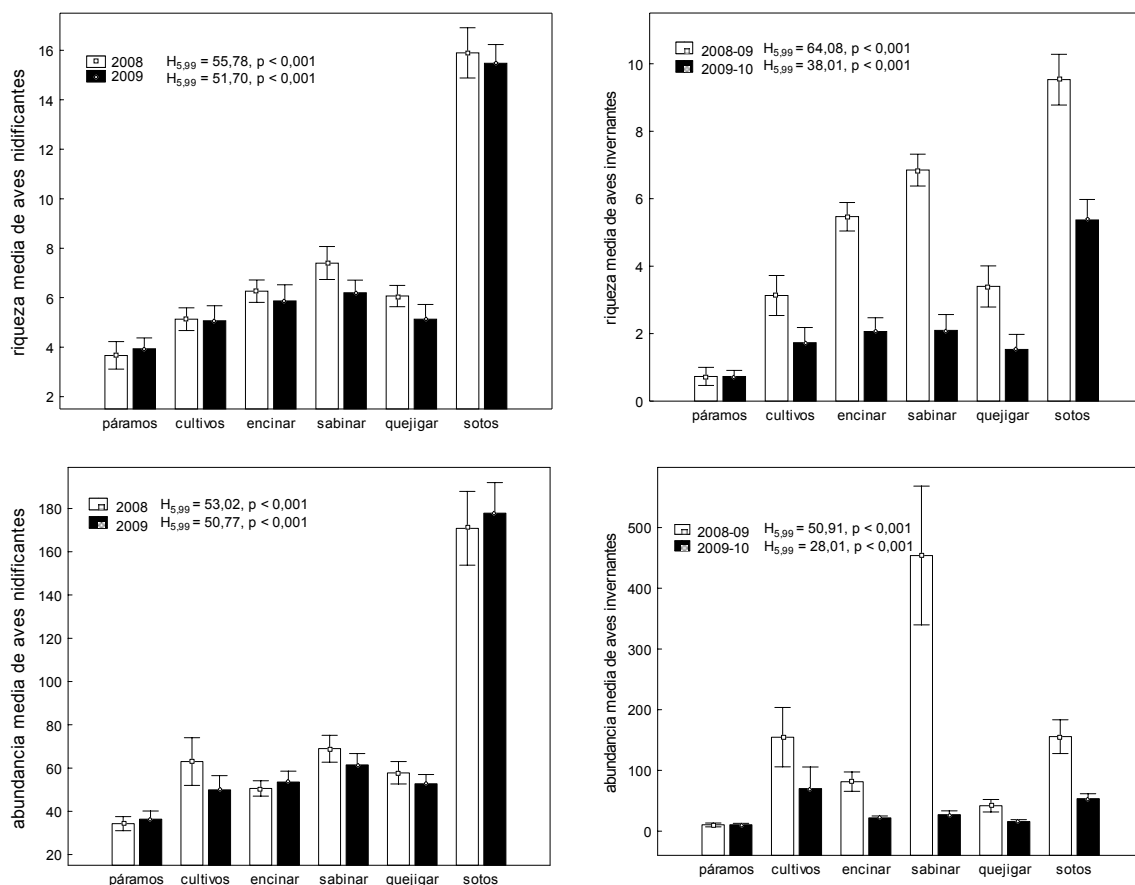 riqueza media de aves nidificantes
16
14
12
10
8
6
4
2
2008 H5,99 = 55,78, p < 0,001
2009 H5,99 = 51,70, p < 0,001
páramos cultivos encinar sabinar quejigar sotos
riqueza media de aves invernantes
10
8
6
4
2
0
2008-09 H5,99 = 64,08, p < 0,001
2009-10 H5,99 = 38,01, p < 0,001
páramos cultivos encinar sabinar quejigar sotos
abundancia media de aves nidificantes
180
160
140
120
100
80
60
40
20
2008 H5,99 = 53,02, p < 0,001
2009 H5,99 = 50,77, p < 0,001
páramos cultivos encinar sabinar quejigar sotos
abundancia media de aves invernantes
500
400
300
200
100
0
2008-09 H5,99 = 50,91, p < 0,001
2009-10 H5,99 = 28,01, p < 0,001
páramos cultivos encinar sabinar quejigar sotos